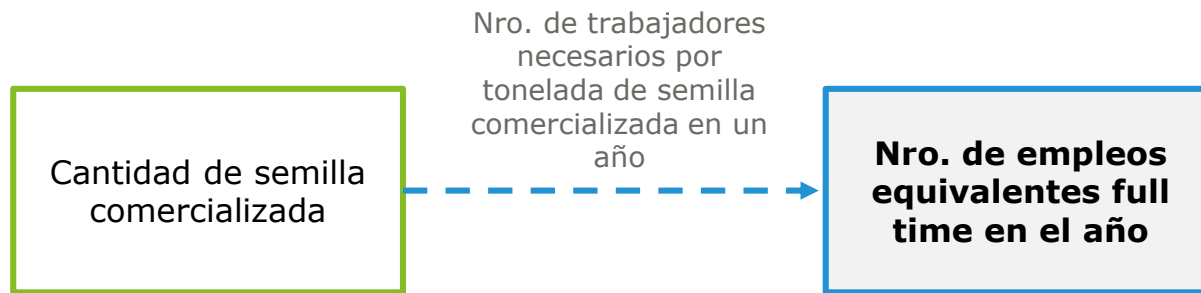 Nro. de trabajadores
necesarios por
tonelada de semilla
comercializada en un
año
Cantidad de semilla
comercializada
Nro. de empleos
equivalentes full
time en el año